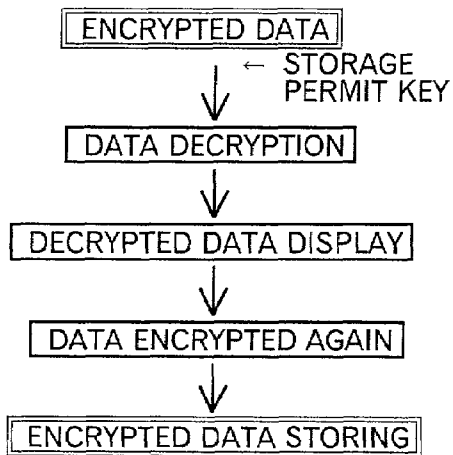 ENCRYPTED DATA
← STORAGE
PERMIT KEY
DATA DECRYPTION
DECRYPTED DATA DISPLAY
DATA ENCRYPTED AGAIN
ENCRYPTED DATA STORING